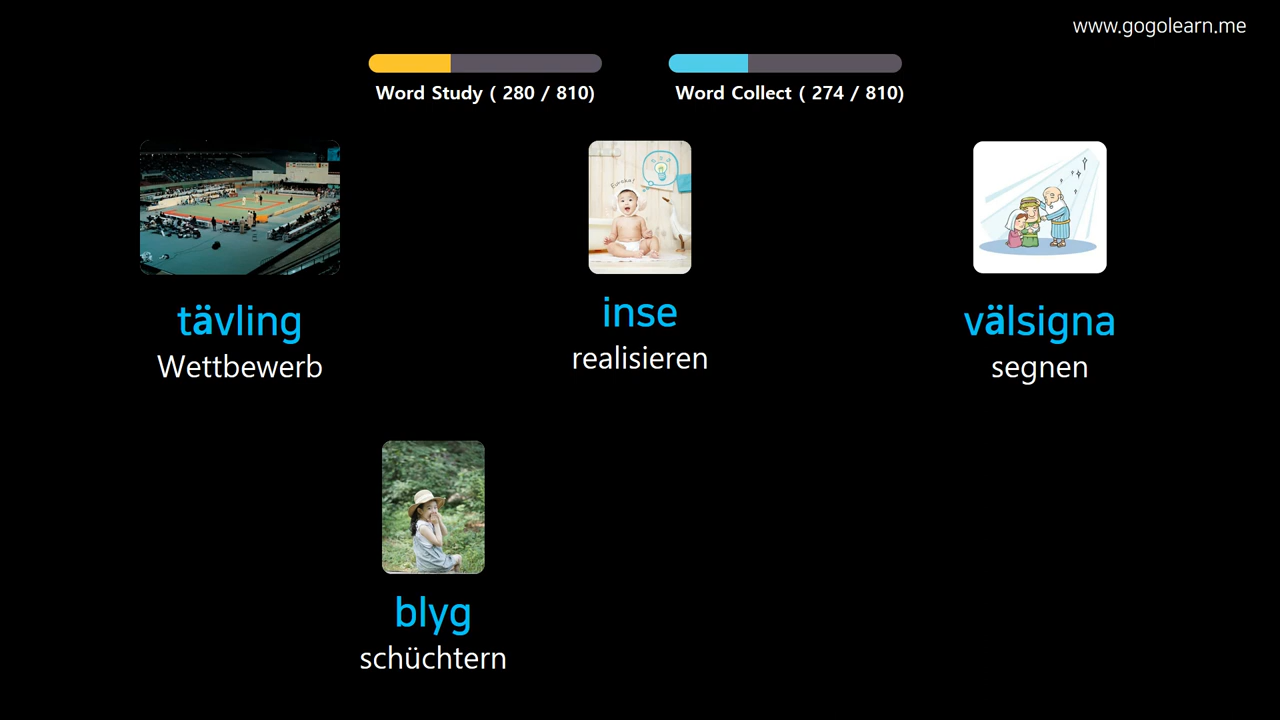 www.gogolearn.me
Word Study ( 280 / 810)
Word Collect ( 274 / 810)
Eureka!
tävling
Wettbewerb
inse
realisieren
välsigna
segnen
blyg
schüchtern